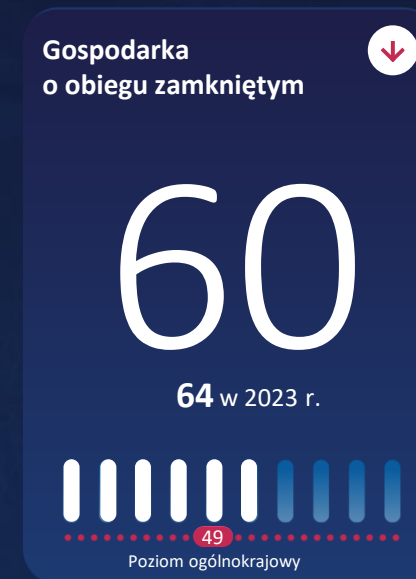 Gospodarka
o obiegu zamkniętym
60
64 w 2023 r.
49
Poziom ogólnokrajowy